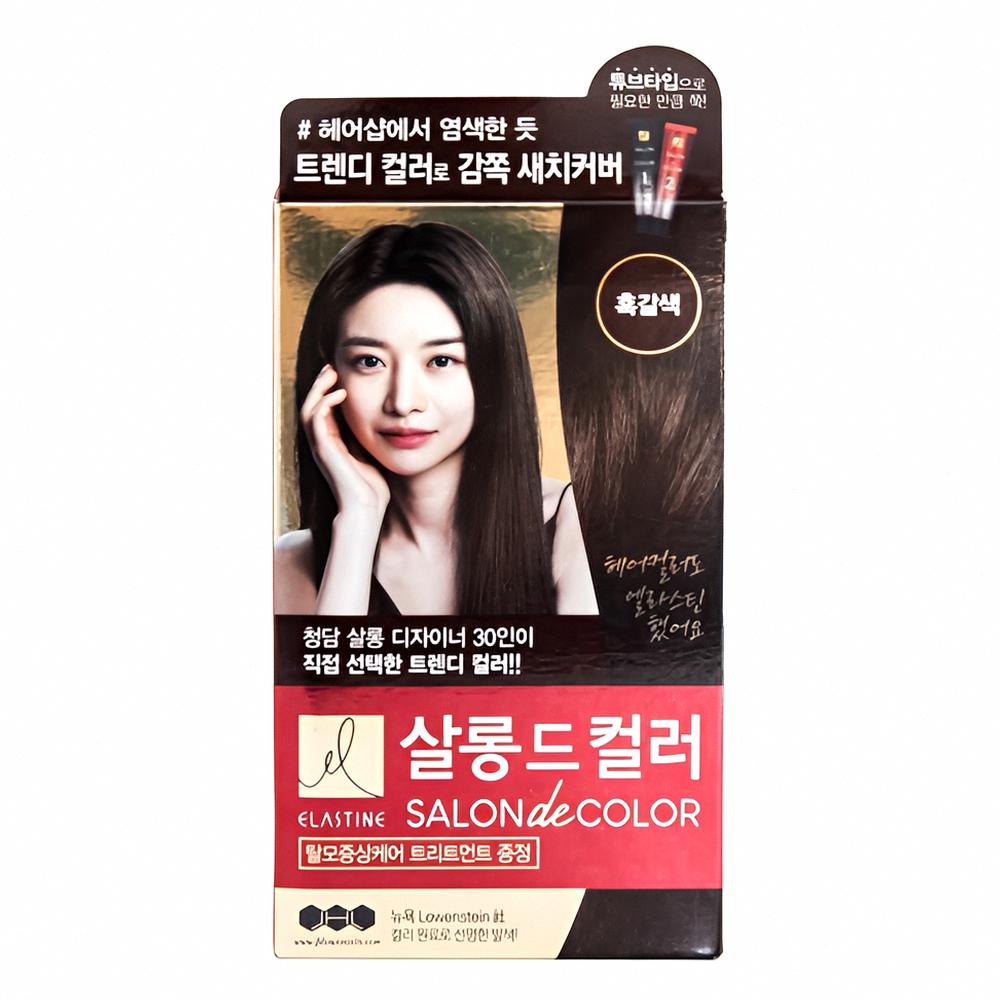 튜브타입으로
필요한 만큼 싹!
# 헤어샵에서 염색한 듯
트렌디 컬러로 감쪽 새치커버
1
2
흑갈색
헤어컬러도
엘라스틴
했어요
청담 살롱 디자이너 30인이
직접 선택한 트렌디 컬러!!
el
살롱 드 컬러
ELASTINE SALON de COLOR
탈모증상케어 트리트먼트 증정
뉴욕 Lowenstein 社
컬러 원료로 선명한 발색!